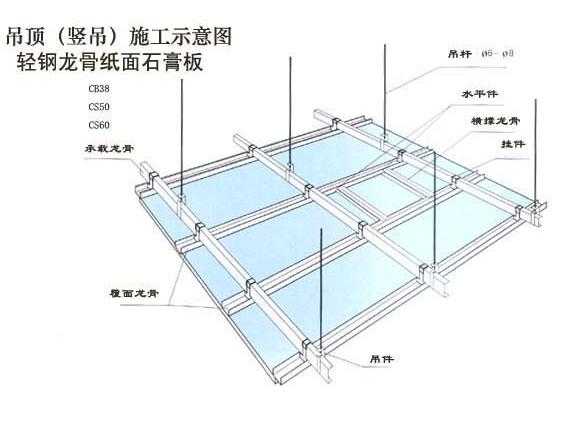 吊顶（竖吊）施工示意图
轻钢龙骨纸面石膏板
CB38
CS50
CS60
承载龙骨
吊杆 ø6-ø8
水平件
横撑龙骨
挂件
覆面龙骨
吊件